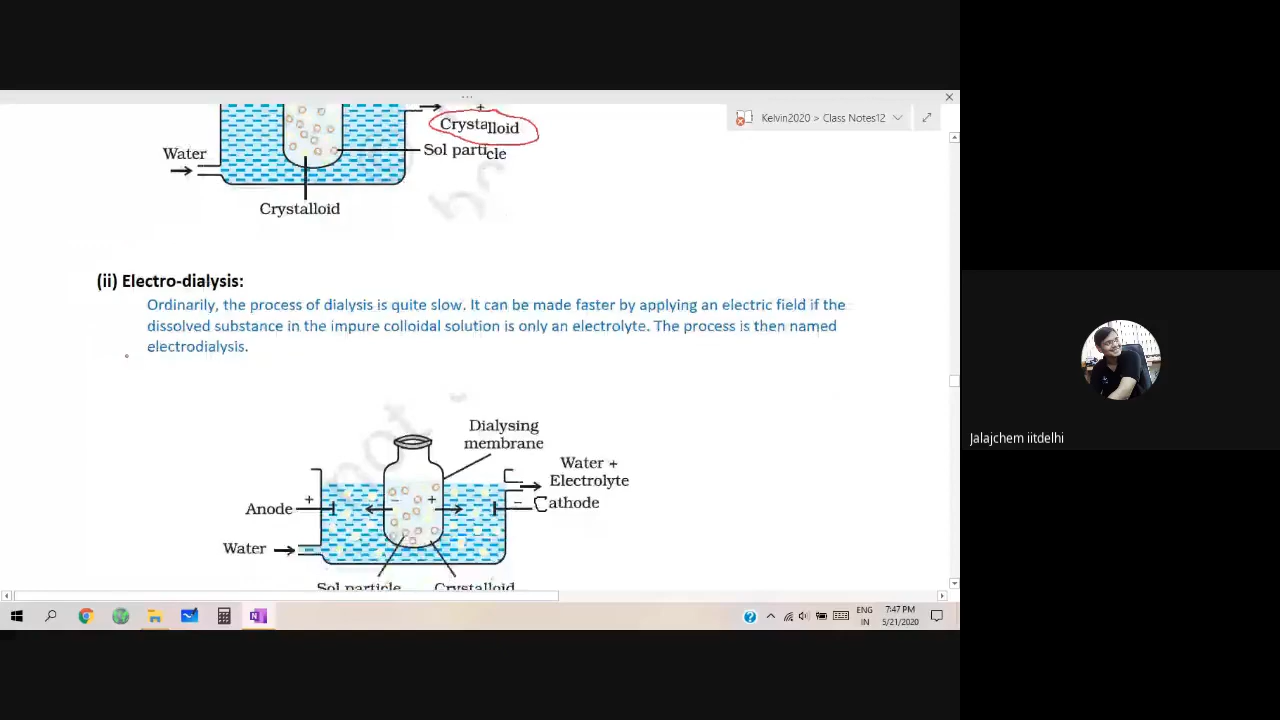 Kelvin2020 > Class Notes12
+
Crystalloid
Sol particle
Water
Crystalloid
(ii) Electro-dialysis:
Ordinarily, the process of dialysis is quite slow. It can be made faster by applying an electric field if the
dissolved substance in the impure colloidal solution is only an electrolyte. The process is then named
electrodialysis.
Dialysing
membrane
Water +
Electrolyte
Anode + − + − Cathode
Water
Sol particle Crystalloid
Jalajchem iitdelhi
ENG
IN
7:47 PM
5/21/2020